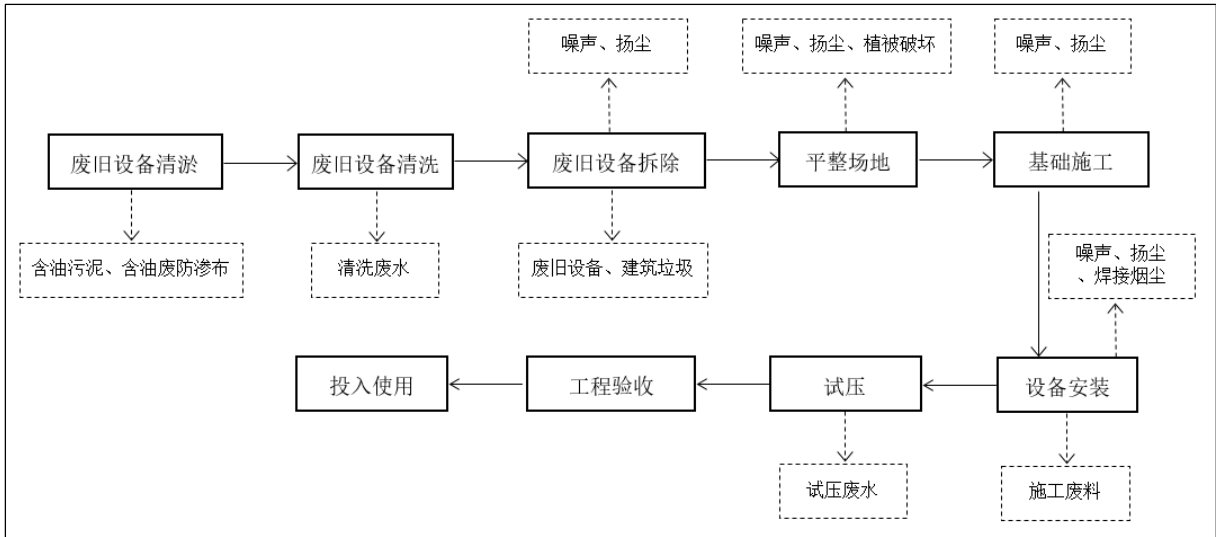 噪声、扬尘
噪声、扬尘、植被破坏
噪声、扬尘
废旧设备清淤
废旧设备清洗
废旧设备拆除
平整场地
基础施工
含油污泥、含油废防渗布
清洗废水
废旧设备、建筑垃圾
噪声、扬尘
、焊接烟尘
投入使用
工程验收
试压
设备安装
试压废水
施工废料